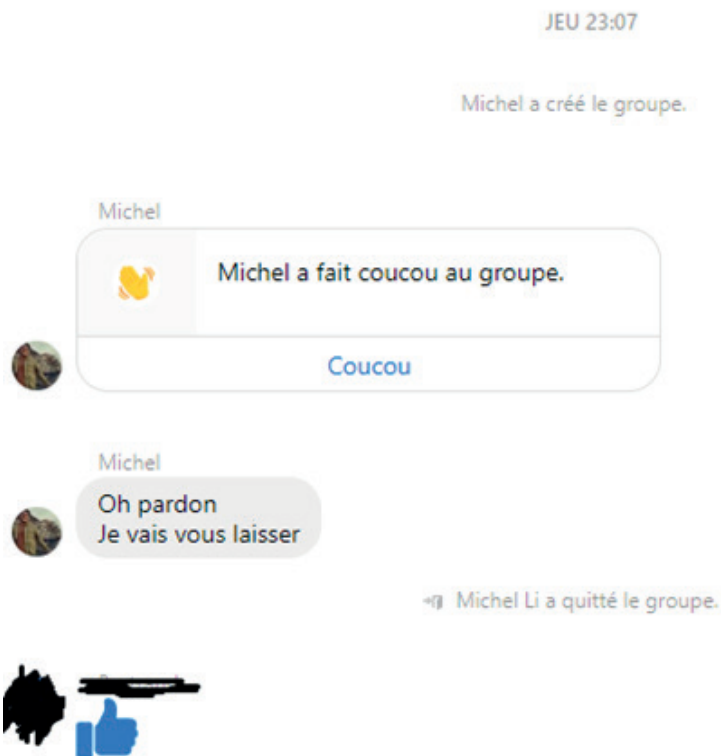 JEU 23:07
Michel a créé le groupe.
Michel
Michel a fait coucou au groupe.
Coucou
Michel
Oh pardon
Je vais vous laisser
Michel Li a quitté le groupe.